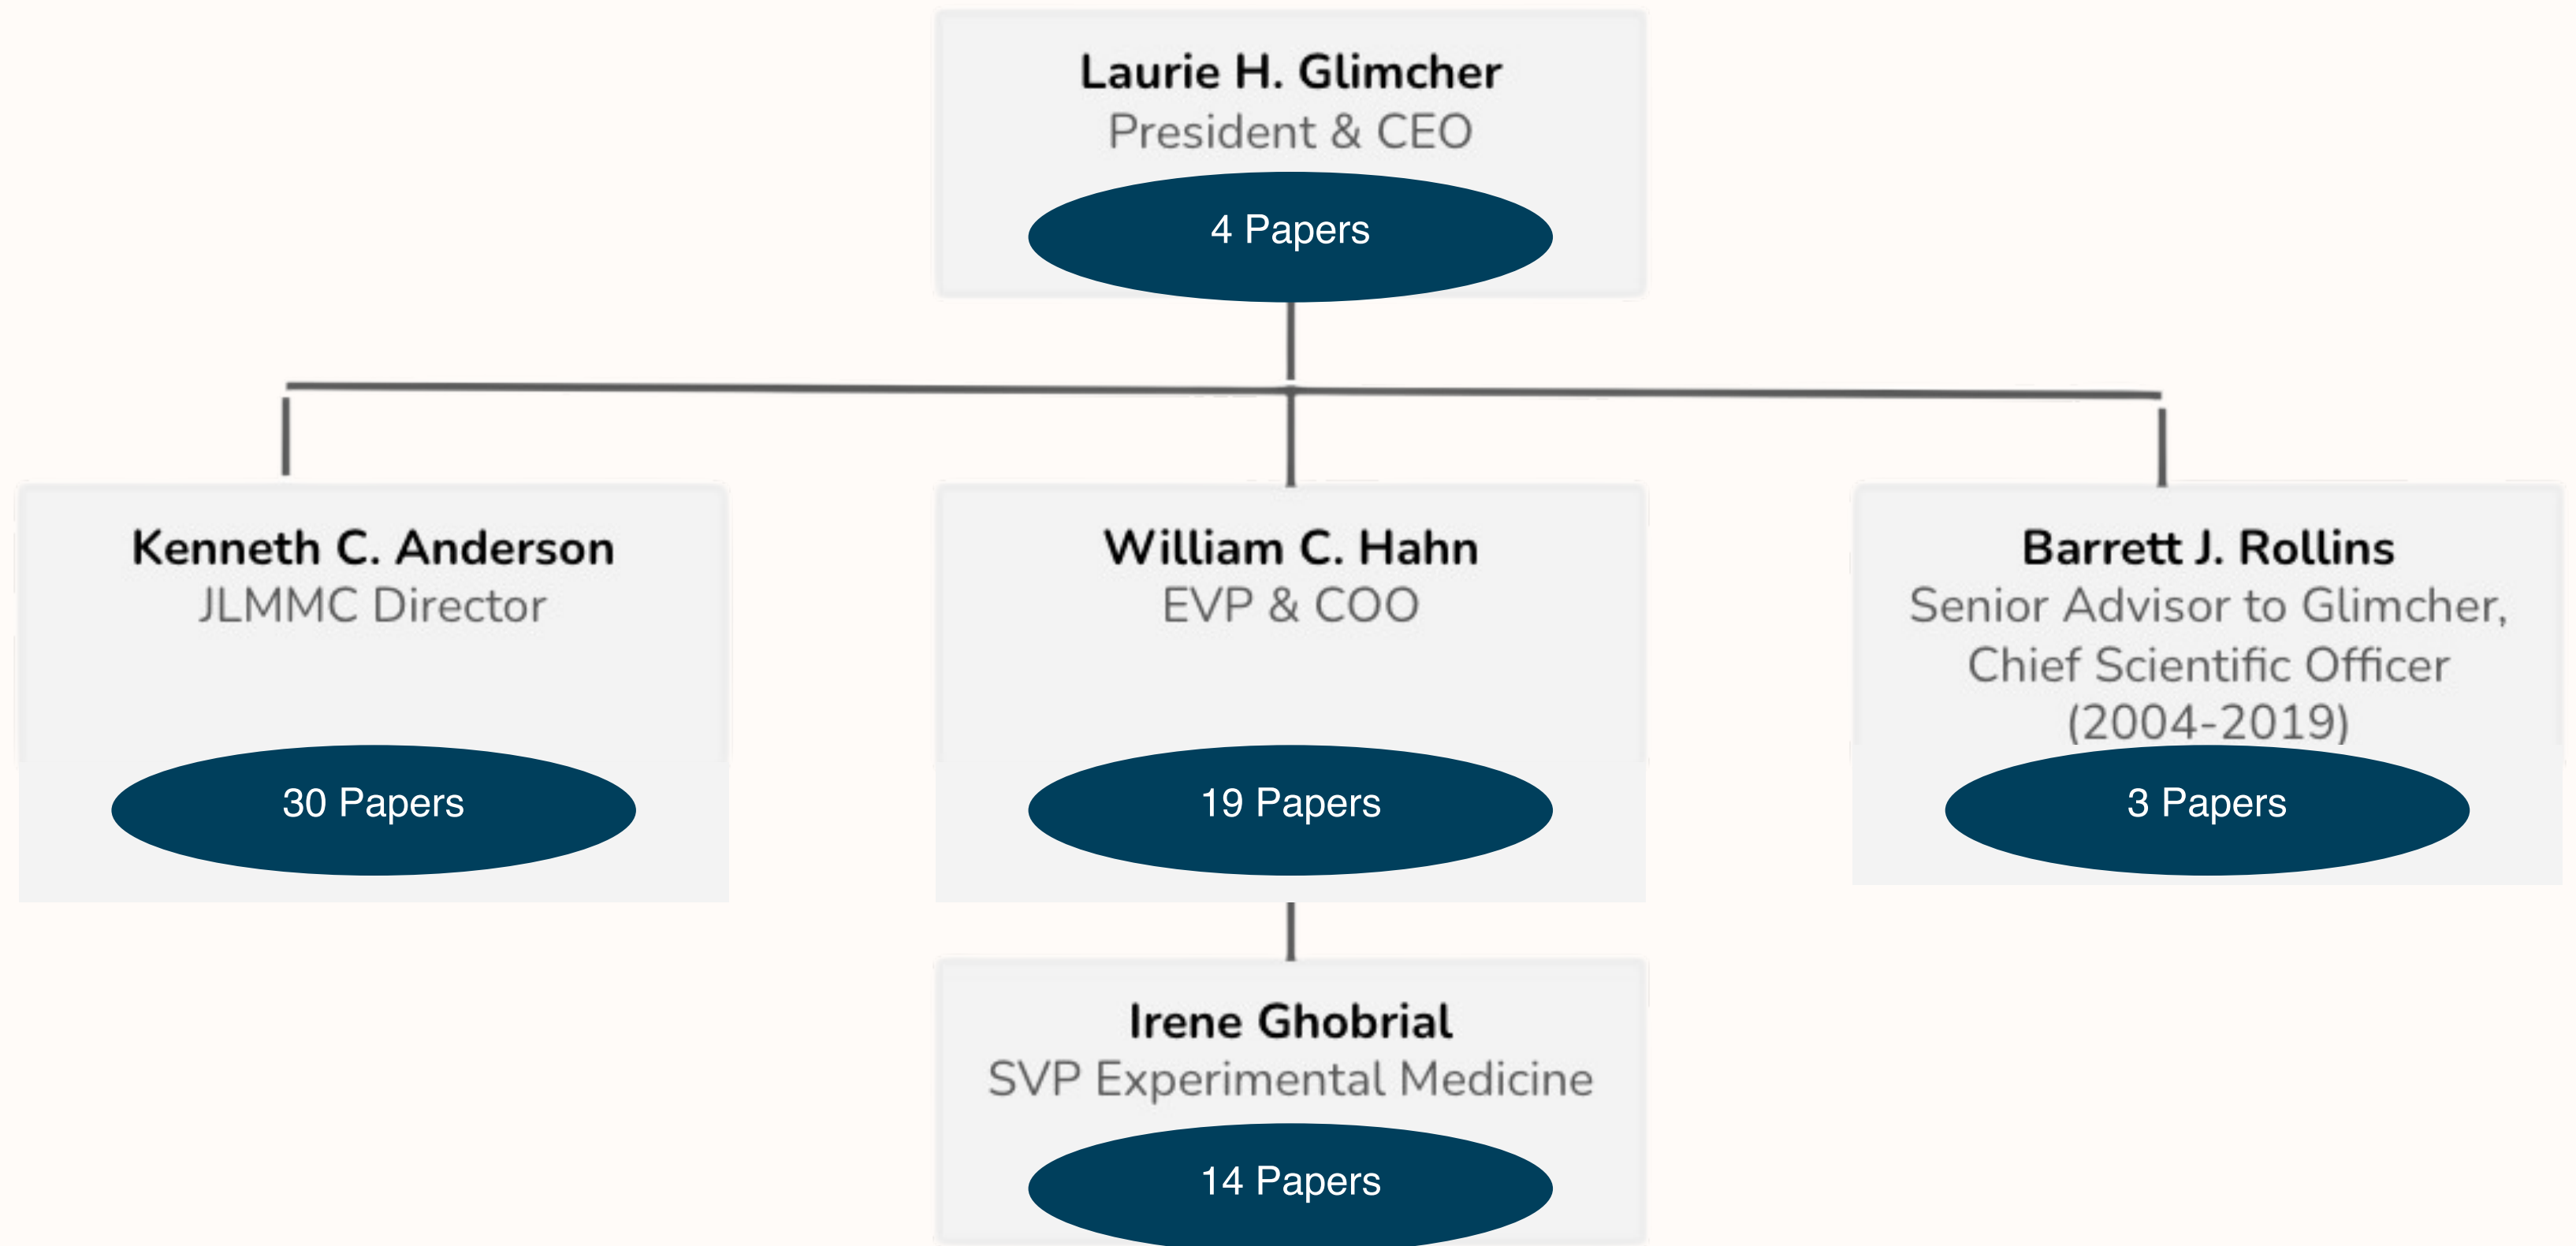 Laurie H. Glimcher
President & CEO
4 Papers
Kenneth C. Anderson
JLMMC Director
30 Papers
William C. Hahn
EVP & COO
19 Papers
Barrett J. Rollins
Senior Advisor to Glimcher,
Chief Scientific Officer
(2004-2019)
3 Papers
Irene Ghobrial
SVP Experimental Medicine
14 Papers